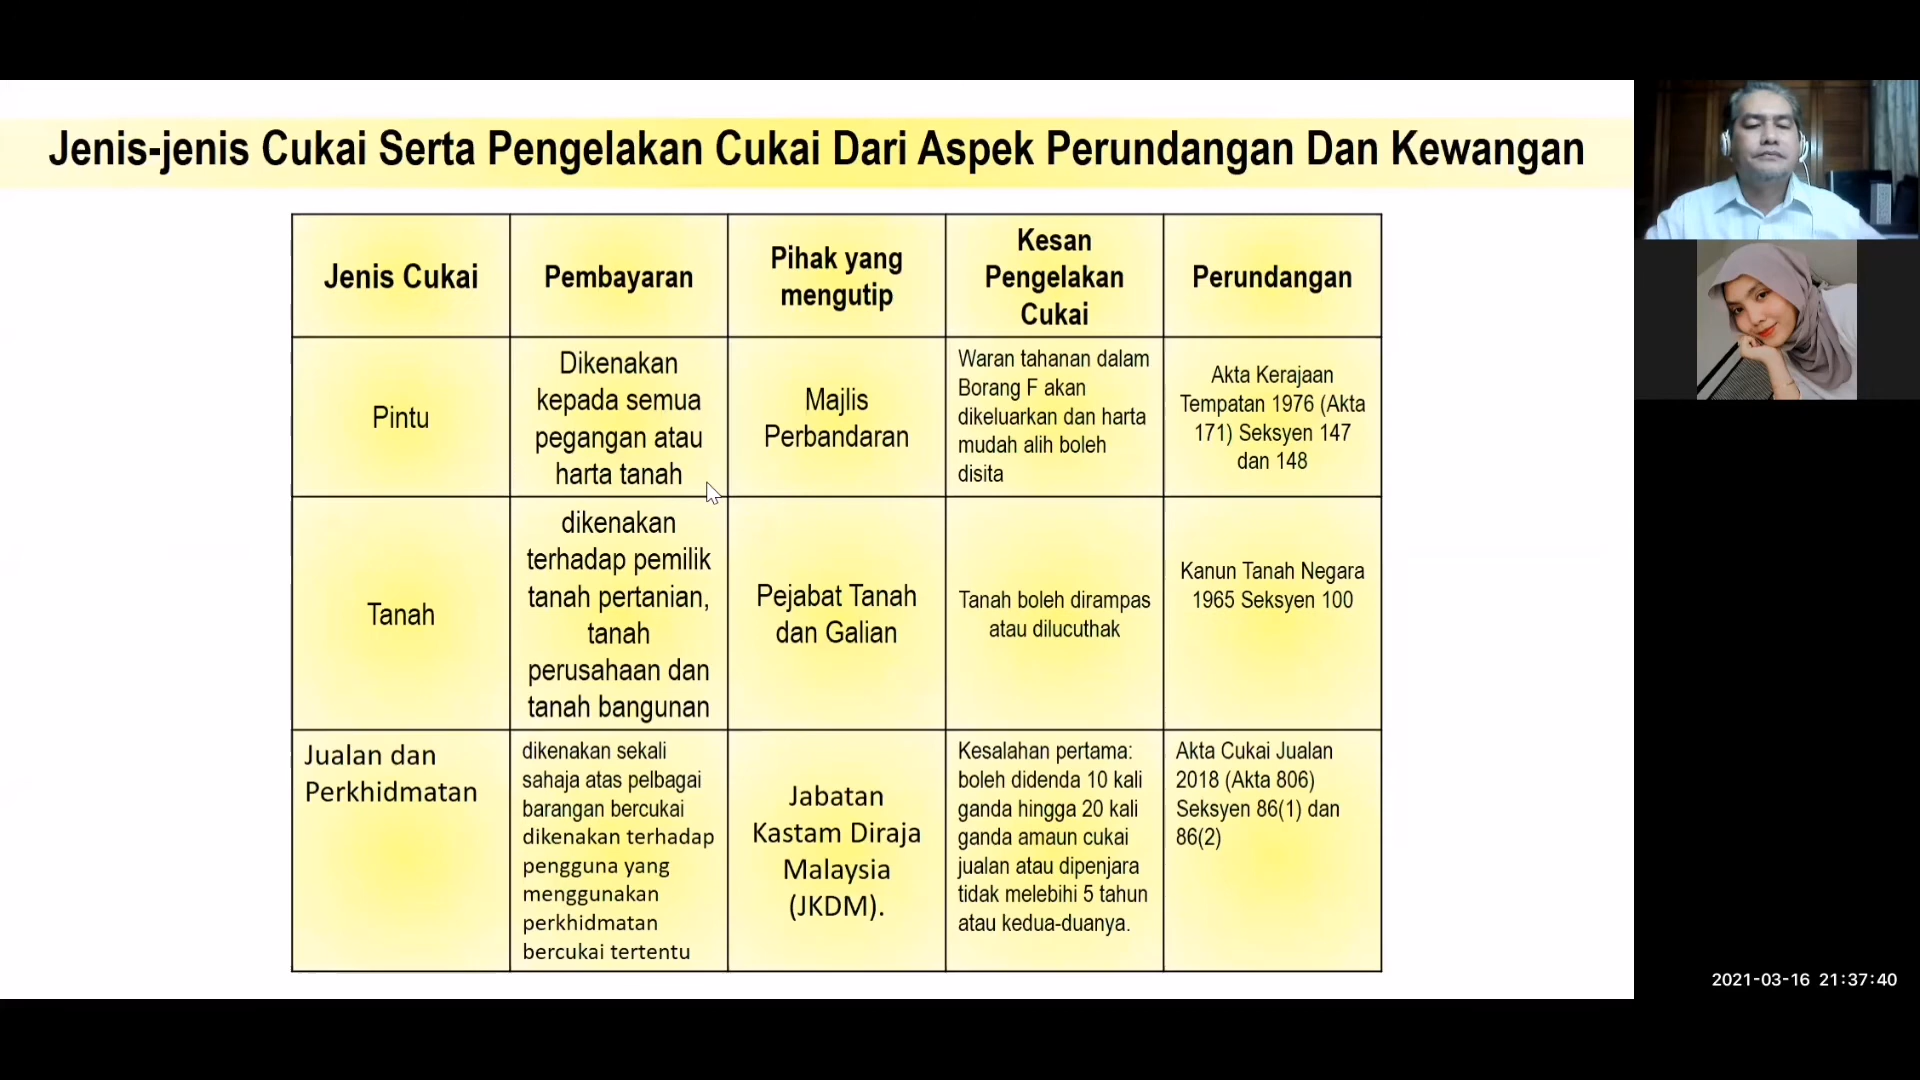 Jenis-jenis Cukai Serta Pengelakan Cukai Dari Aspek Perundangan Dan Kewangan
Jenis Cukai
Pembayaran
Pihak yang
mengutip
Kesan
Pengelakan
Cukai
Perundangan
Pintu
Dikenakan
kepada semua
pegangan atau
harta tanah
Majlis
Perbandaran
Waran tahanan dalam
Borang F akan
dikeluarkan dan harta
mudah alih boleh
disita
Akta Kerajaan
Tempatan 1976 (Akta
171) Seksyen 147
dan 148
Tanah
dikenakan
terhadap pemilik
tanah pertanian,
tanah
perusahaan dan
tanah bangunan
Pejabat Tanah
dan Galian
Tanah boleh dirampas
atau dilucuthak
Kanun Tanah Negara
1965 Seksyen 100
Jualan dan
Perkhidmatan
dikenakan sekali
sahaja atas pelbagai
barangan bercukai
dikenakan terhadap
pengguna yang
menggunakan
perkhidmatan
bercukai tertentu
Jabatan
Kastam Diraja
Malaysia
(JKDM).
Kesalahan pertama:
boleh didenda 10 kali
ganda hingga 20 kali
ganda amaun cukai
jualan atau dipenjara
tidak melebihi 5 tahun
atau kedua-duanya.
Akta Cukai Jualan
2018 (Akta 806)
Seksyen 86(1) dan
86(2)
2021-03-16 21:37:40